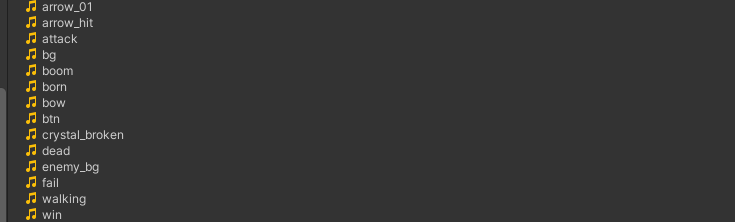 arrow_01
arrow_hit
attack
bg
boom
born
bow
btn
crystal_broken
dead
enemy_bg
fail
walking
win